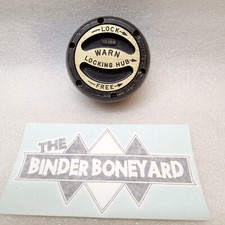 LOCK
WARN
LOCKING HUB
FREE
THE
BINDER BONEYARD